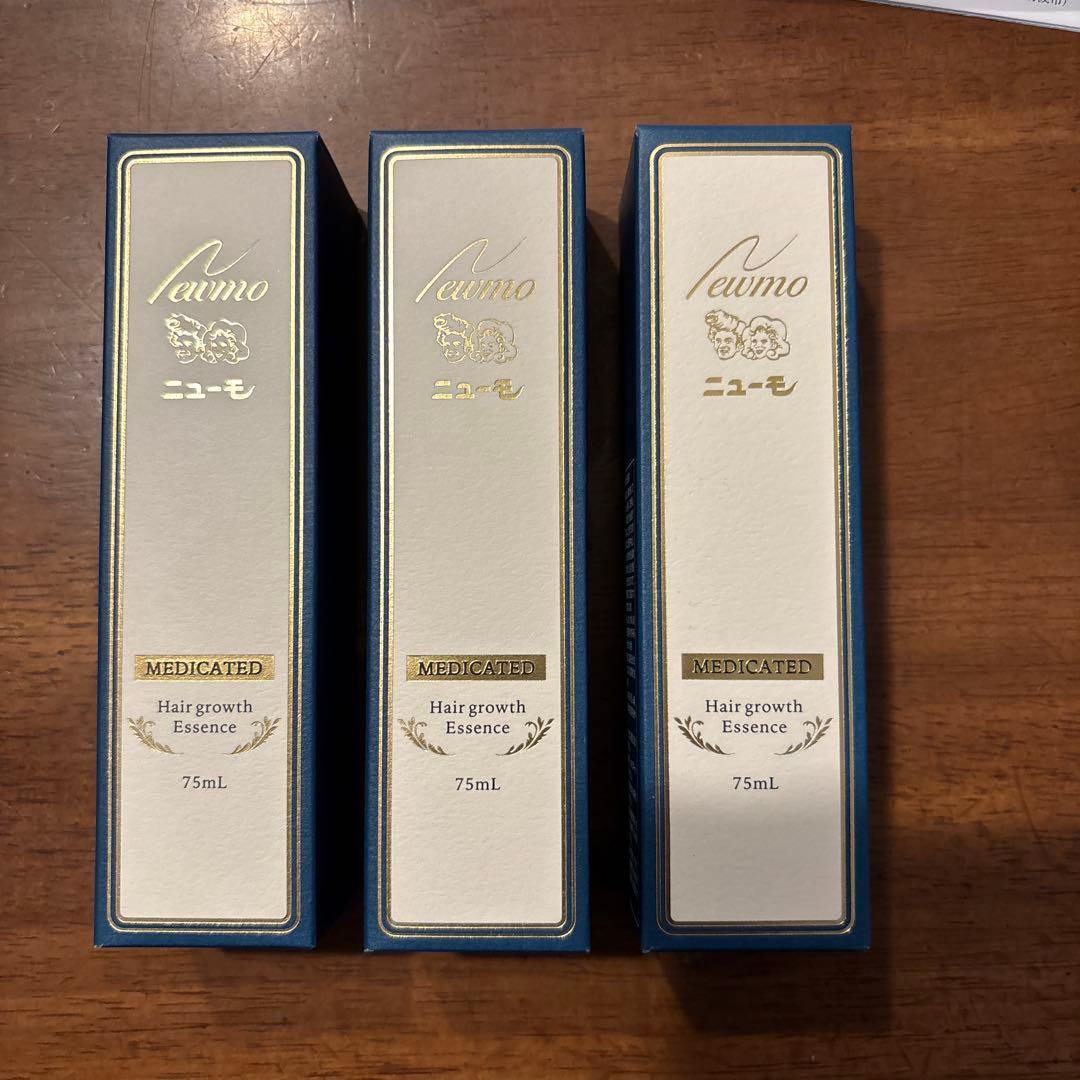 Newmo
ニューモ
MEDICATED
Hair growth
Essence
75mL
Newmo
ニューモ
MEDICATED
Hair growth
Essence
75mL
Newmo
ニューモ
MEDICATED
Hair growth
Essence
75mL